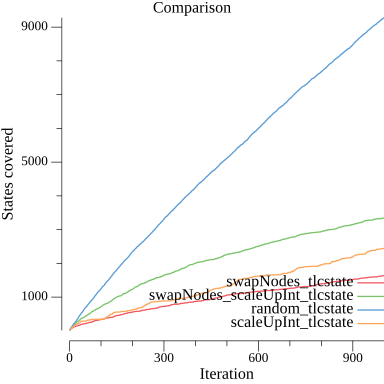 Comparison
9000
5000
1000
States covered
swapNodes_tlcstate
swapNodes_scaleUpInt_tlcstate
random_tlcstate
scaleUpInt_tlcstate
0 300 600 900
Iteration